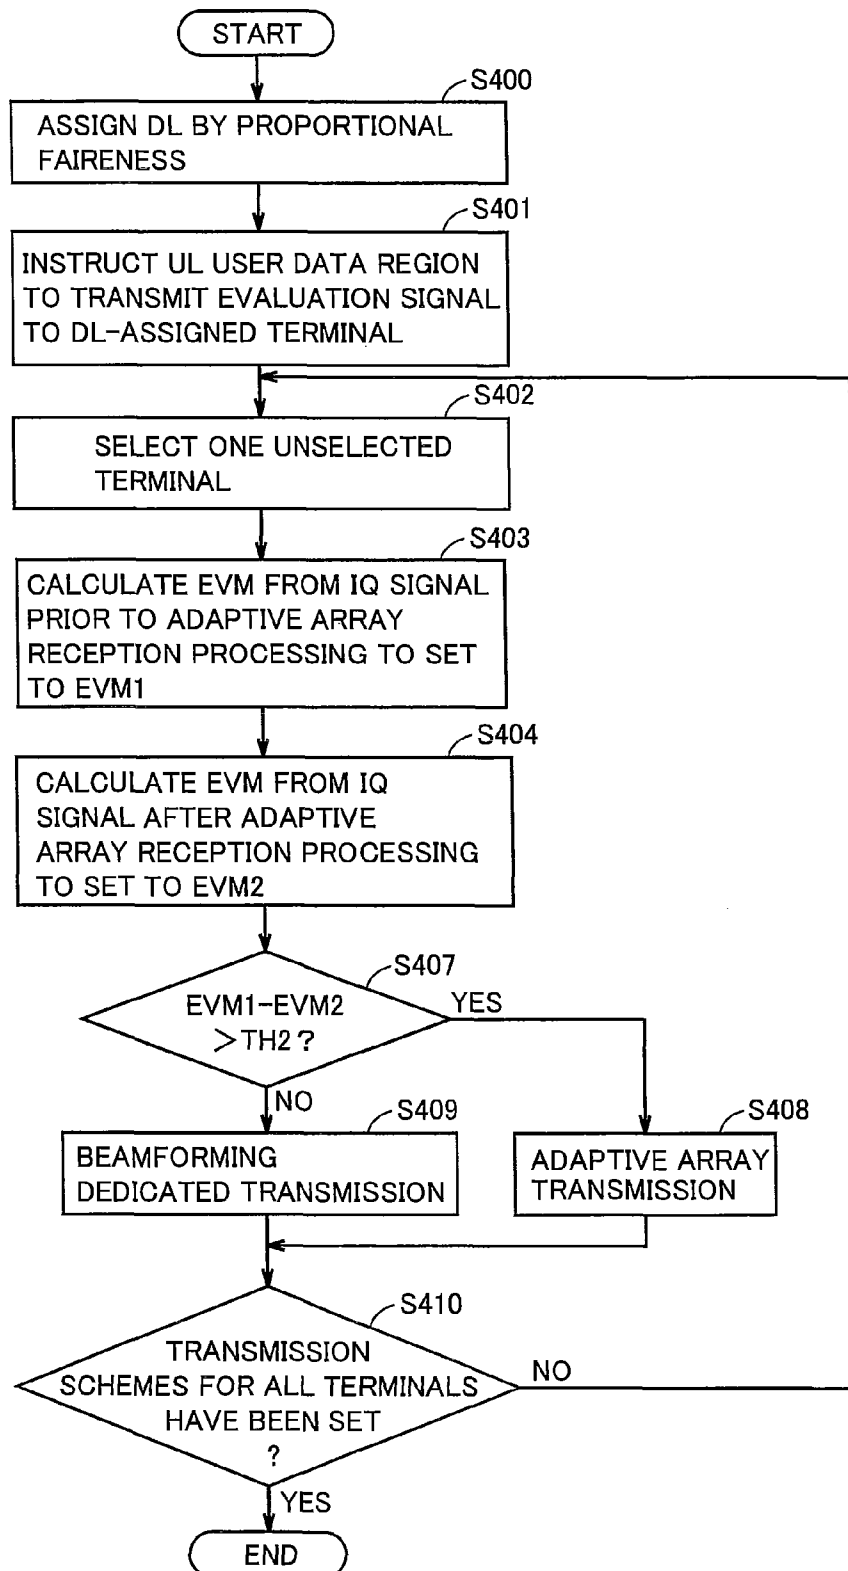 START
S400
ASSIGN DL BY PROPORTIONAL
FAIRENESS
S401
INSTRUCT UL USER DATA REGION
TO TRANSMIT EVALUATION SIGNAL
TO DL-ASSIGNED TERMINAL
S402
SELECT ONE UNSELECTED
TERMINAL
S403
CALCULATE EVM FROM IQ SIGNAL
PRIOR TO ADAPTIVE ARRAY
RECEPTION PROCESSING TO SET
TO EVM1
S404
CALCULATE EVM FROM IQ
SIGNAL AFTER ADAPTIVE
ARRAY RECEPTION PROCESSING
TO SET TO EVM2
S407
EVM1-EVM2
>TH2?
YES
NO
S409
BEAMFORMING
DEDICATED TRANSMISSION
S408
ADAPTIVE ARRAY
TRANSMISSION
S410
TRANSMISSION
SCHEMES FOR ALL TERMINALS
HAVE BEEN SET
?
NO
YES
END